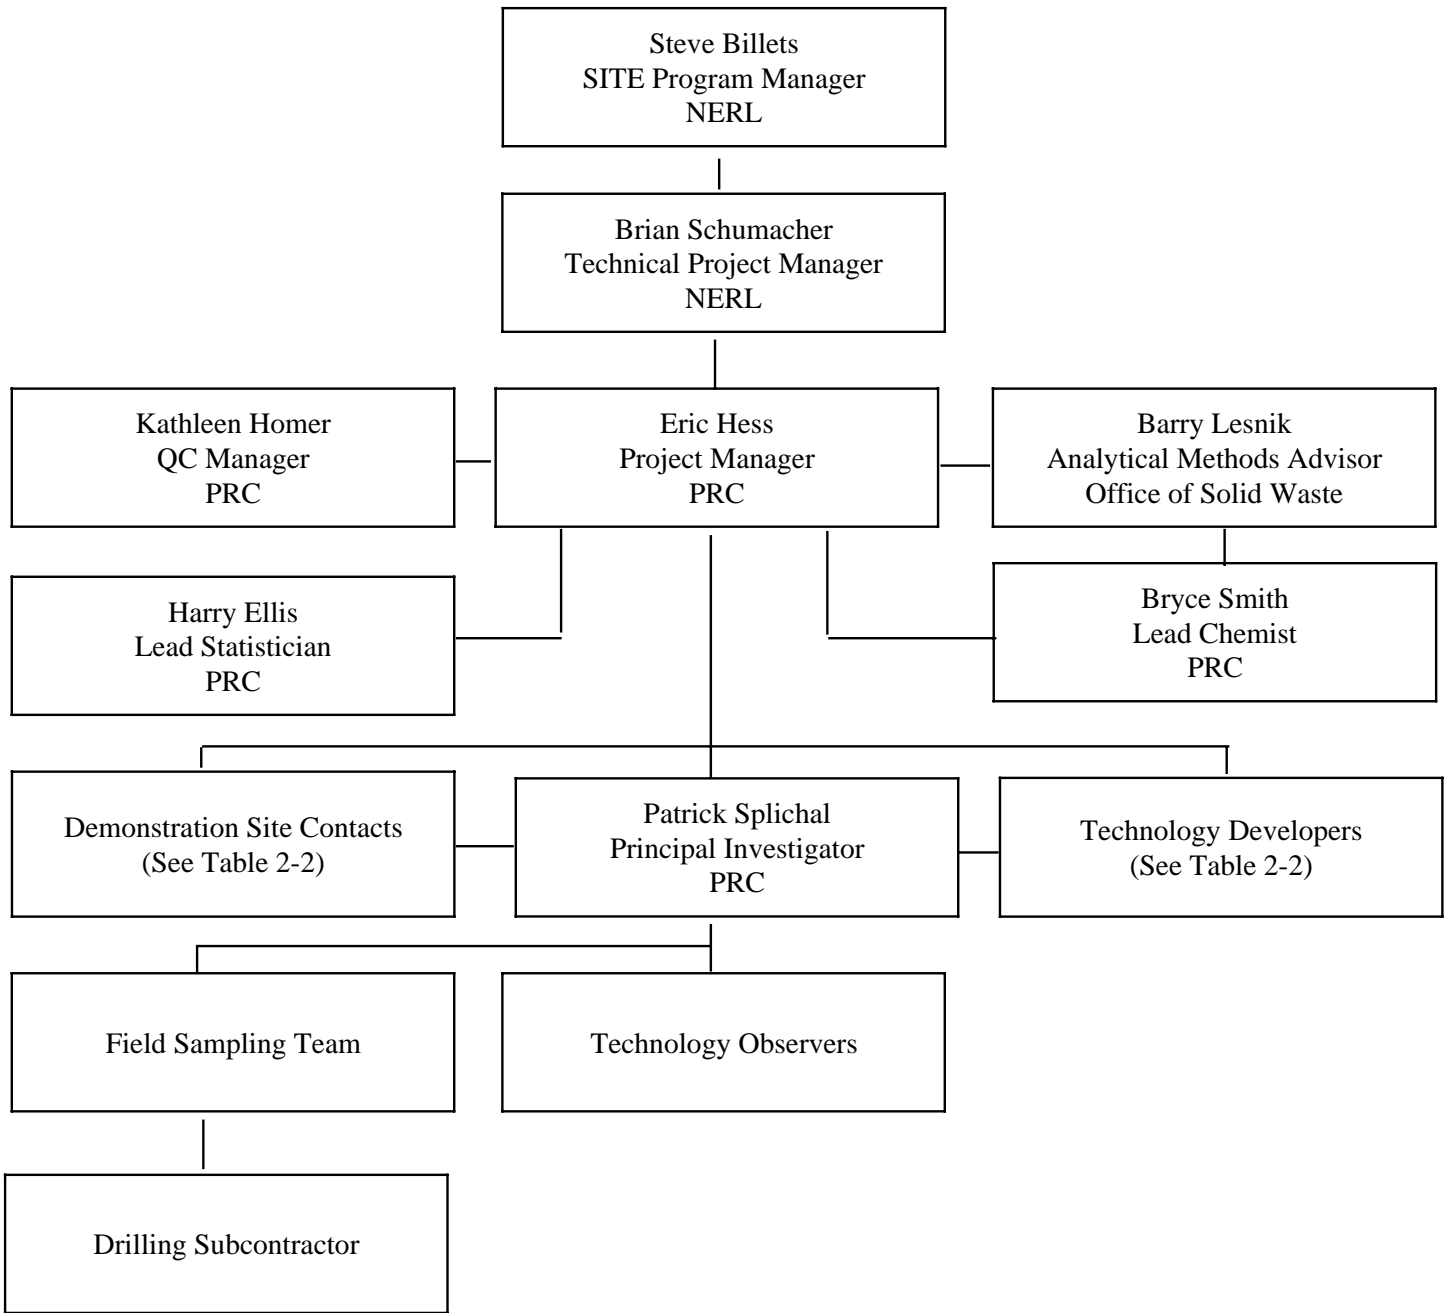 Steve Billets
SITE Program Manager
NERL
Brian Schumacher
Technical Project Manager
NERL
Kathleen Homer
QC Manager
PRC
Eric Hess
Project Manager
PRC
Barry Lesnik
Analytical Methods Advisor
Office of Solid Waste
Harry Ellis
Lead Statistician
PRC
Bryce Smith
Lead Chemist
PRC
Demonstration Site Contacts
(See Table 2-2)
Patrick Splichal
Principal Investigator
PRC
Technology Developers
(See Table 2-2)
Field Sampling Team
Technology Observers
Drilling Subcontractor